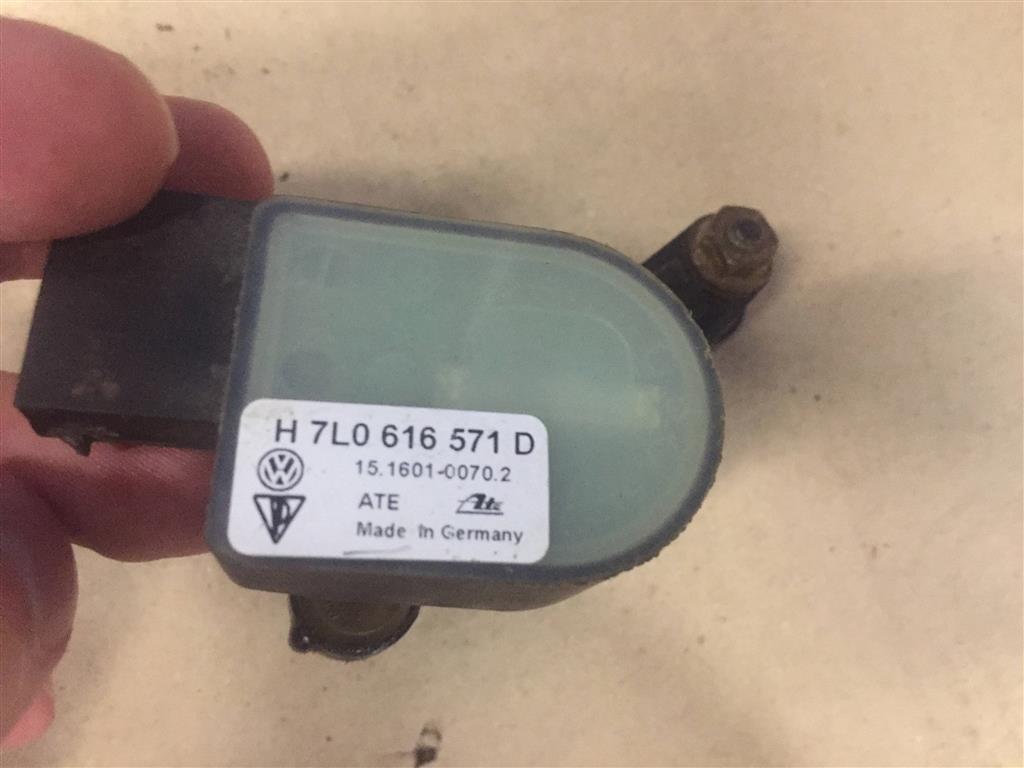 H 7L0 616 571 D
15.1601-0070.2
ATE Ate
Made In Germany